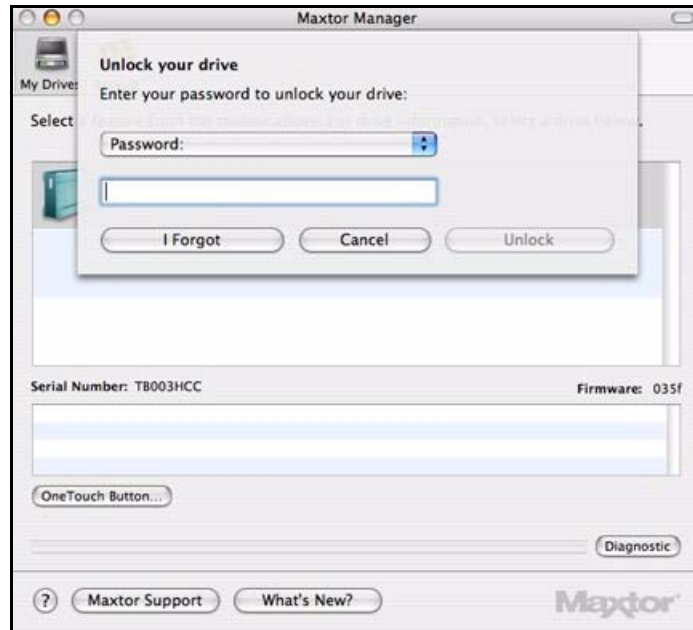 Maxtor Manager
My Drives
Unlock your drive
Enter your password to unlock your drive:
Select
Password:
I Forgot
Cancel
Unlock
Serial Number: TB003HCC
Firmware: 035f
OneTouch Button...
Diagnostic
?
Maxtor Support
What's New?
Maxtor